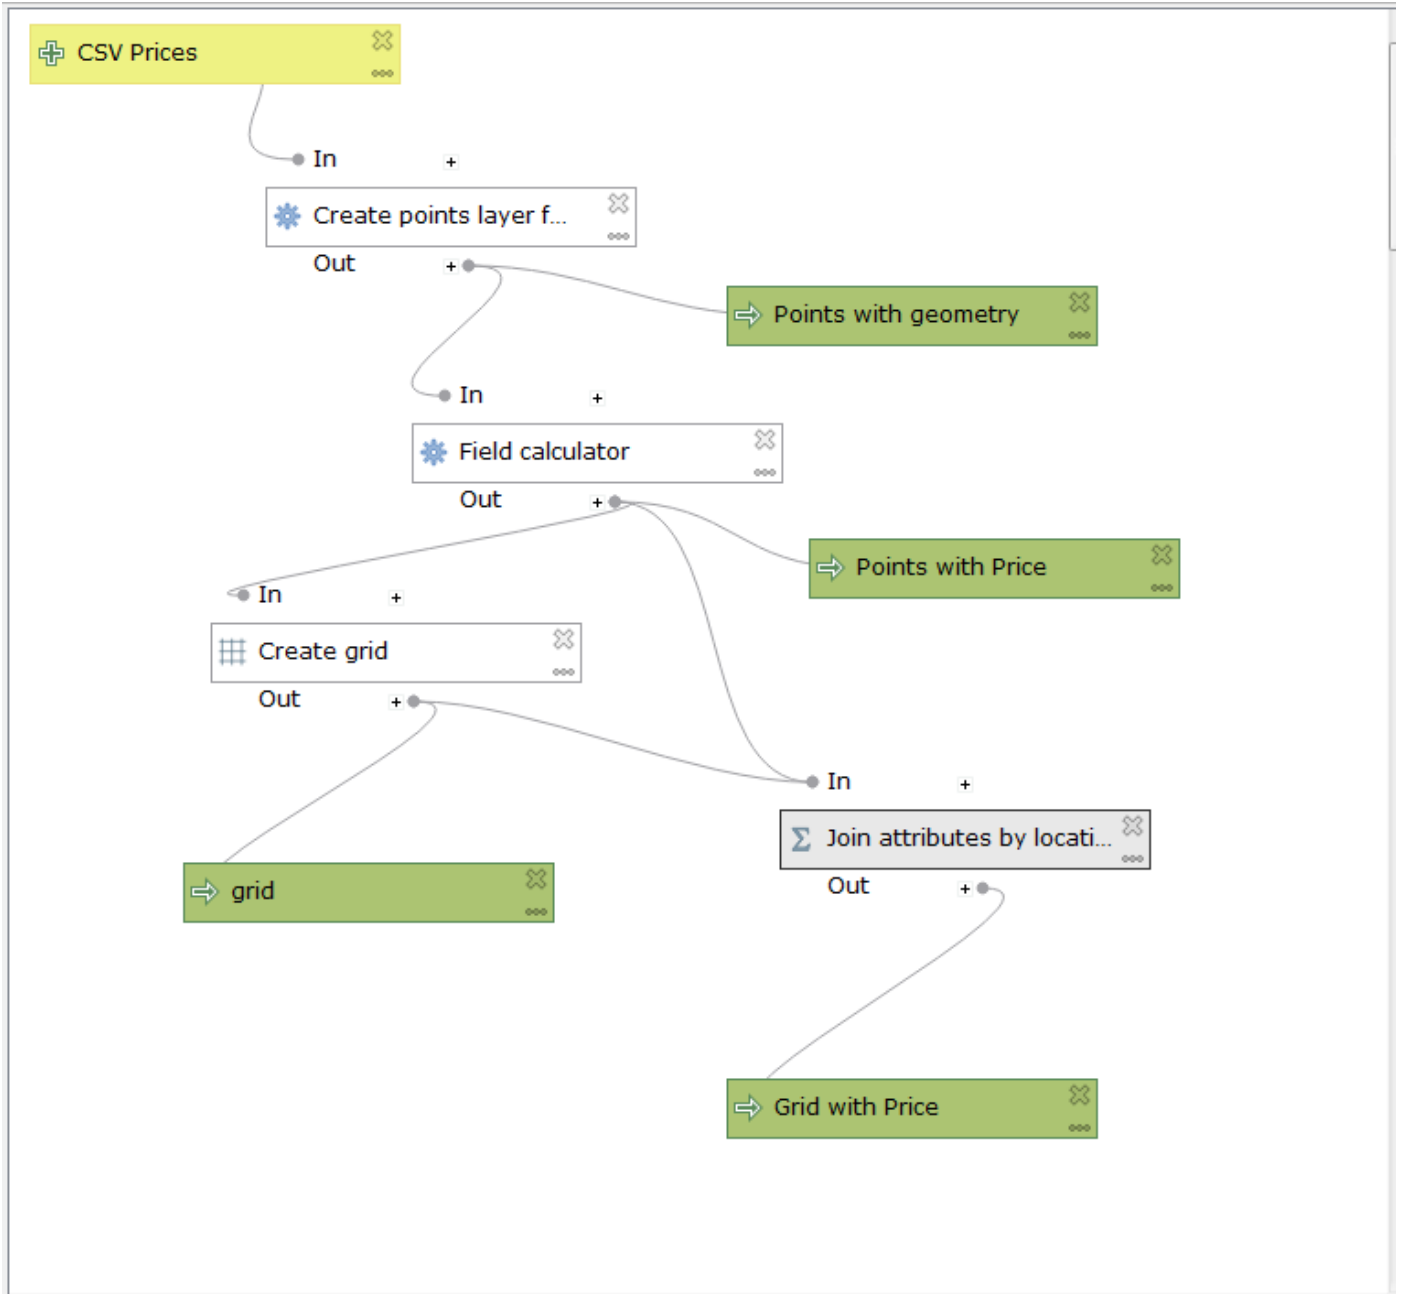 CSV Prices
In
Create points layer f...
Out
Points with geometry
In
Field calculator
Out
Points with Price
In
Create grid
Out
In
Join attributes by locati...
Out
grid
Grid with Price